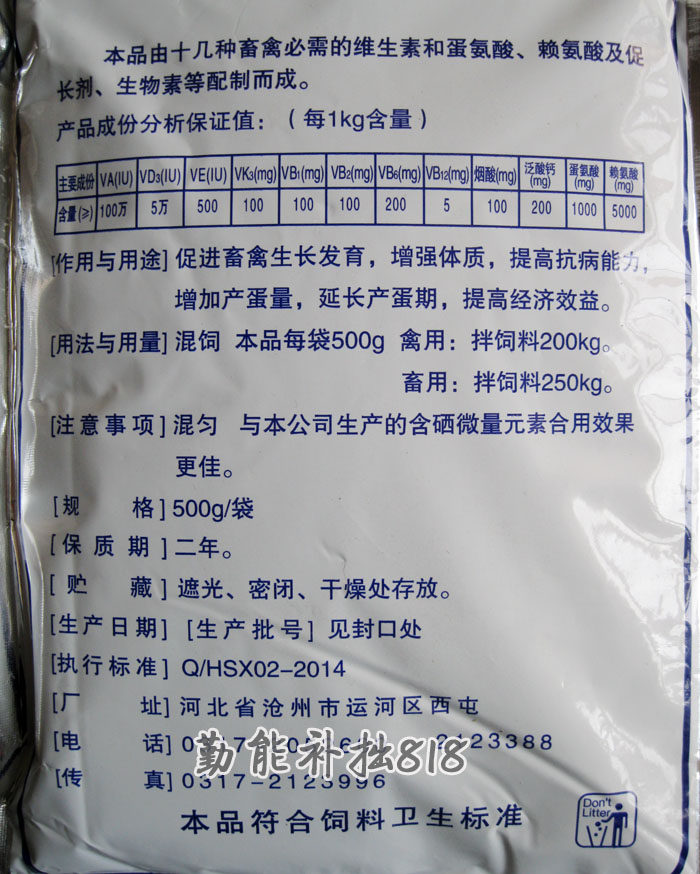 本品由十几种畜禽必需的维生素和蛋氨酸、赖氨酸及促
长剂、生物素等配制而成。
产品成份分析保证值：（每1kg含量）
主要成份 VA(IU) VD3(IU) VE(IU) VK3(mg) VB1(mg) VB2(mg) VB6(mg) VB12(mg) 烟酸(mg) 泛酸钙(mg) 蛋氨酸(mg) 赖氨酸(mg)
含量(≥) 100万 5万 500 100 100 100 200 5 100 200 1000 5000
[作用与用途] 促进畜禽生长发育，增强体质，提高抗病能力，
增加产蛋量，延长产蛋期，提高经济效益。
[用法与用量] 混饲 本品每袋500g 禽用：拌饲料200kg。
畜用：拌饲料250kg。
[注意事项] 混匀 与本公司生产的含硒微量元素合用效果
更佳。
[规 格] 500g/袋
[保质期] 二年。
[贮 藏] 遮光、密闭、干燥处存放。
[生产日期] [生产批号] 见封口处
[执行标准] Q/HSX02-2014
[厂 址] 河北省沧州市运河区西屯
[电 话] 2123388
勤能补拙818
[传 真] 0317-2123996
本品符合饲料卫生标准
Don't
Litter